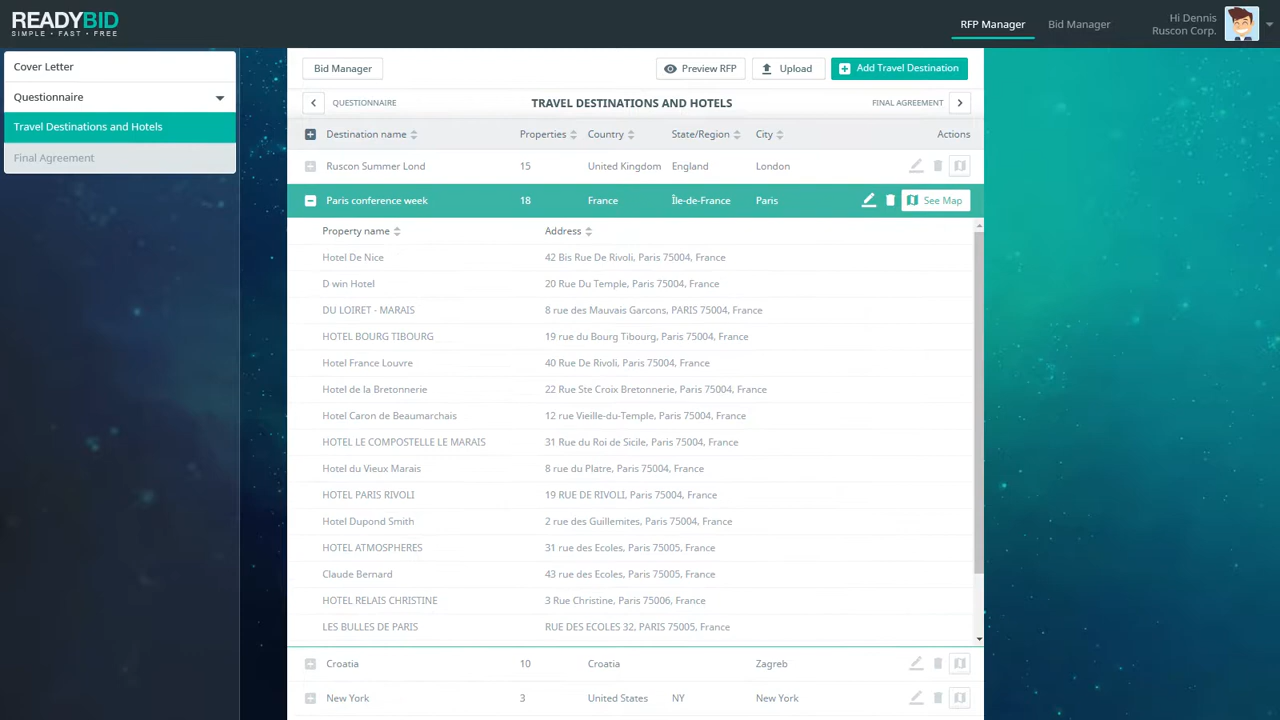 READYBID
SIMPLE • FAST • FREE
RFP Manager
Bid Manager
Hi Dennis
Ruscon Corp.
Cover Letter
Questionnaire
Travel Destinations and Hotels
Final Agreement
Bid Manager
Preview RFP
Upload
Add Travel Destination
QUESTIONNAIRE
TRAVEL DESTINATIONS AND HOTELS
FINAL AGREEMENT
Destination name Properties Country State/Region City Actions
Ruscon Summer Lond 15 United Kingdom England London
Paris conference week 18 France Île-de-France Paris See Map
Property name Address
Hotel De Nice 42 Bis Rue De Rivoli, Paris 75004, France
D win Hotel 20 Rue Du Temple, Paris 75004, France
DU LOIRET - MARAIS 8 rue des Mauvais Garcons, PARIS 75004, France
HOTEL BOURG TIBOURG 19 rue du Bourg Tibourg, Paris 75004, France
Hotel France Louvre 40 Rue De Rivoli, Paris 75004, France
Hotel de la Bretonnerie 22 Rue Ste Croix Bretonnerie, Paris 75004, France
Hotel Caron de Beaumarchais 12 rue Vieille-du-Temple, Paris 75004, France
HOTEL LE COMPOSTELLE LE MARAIS 31 Rue du Roi de Sicile, Paris 75004, France
Hotel du Vieux Marais 8 rue du Platre, Paris 75004, France
HOTEL PARIS RIVOLI 19 RUE DE RIVOLI, Paris 75004, France
Hotel Dupond Smith 2 rue des Guillemites, Paris 75004, France
HOTEL ATMOSPHERES 31 rue des Ecoles, Paris 75005, France
Claude Bernard 43 rue des Ecoles, Paris 75005, France
HOTEL RELAIS CHRISTINE 3 Rue Christine, Paris 75006, France
LES BULLES DE PARIS RUE DES ECOLES 32, PARIS 75005, France
Croatia 10 Croatia Zagreb
New York 3 United States NY New York